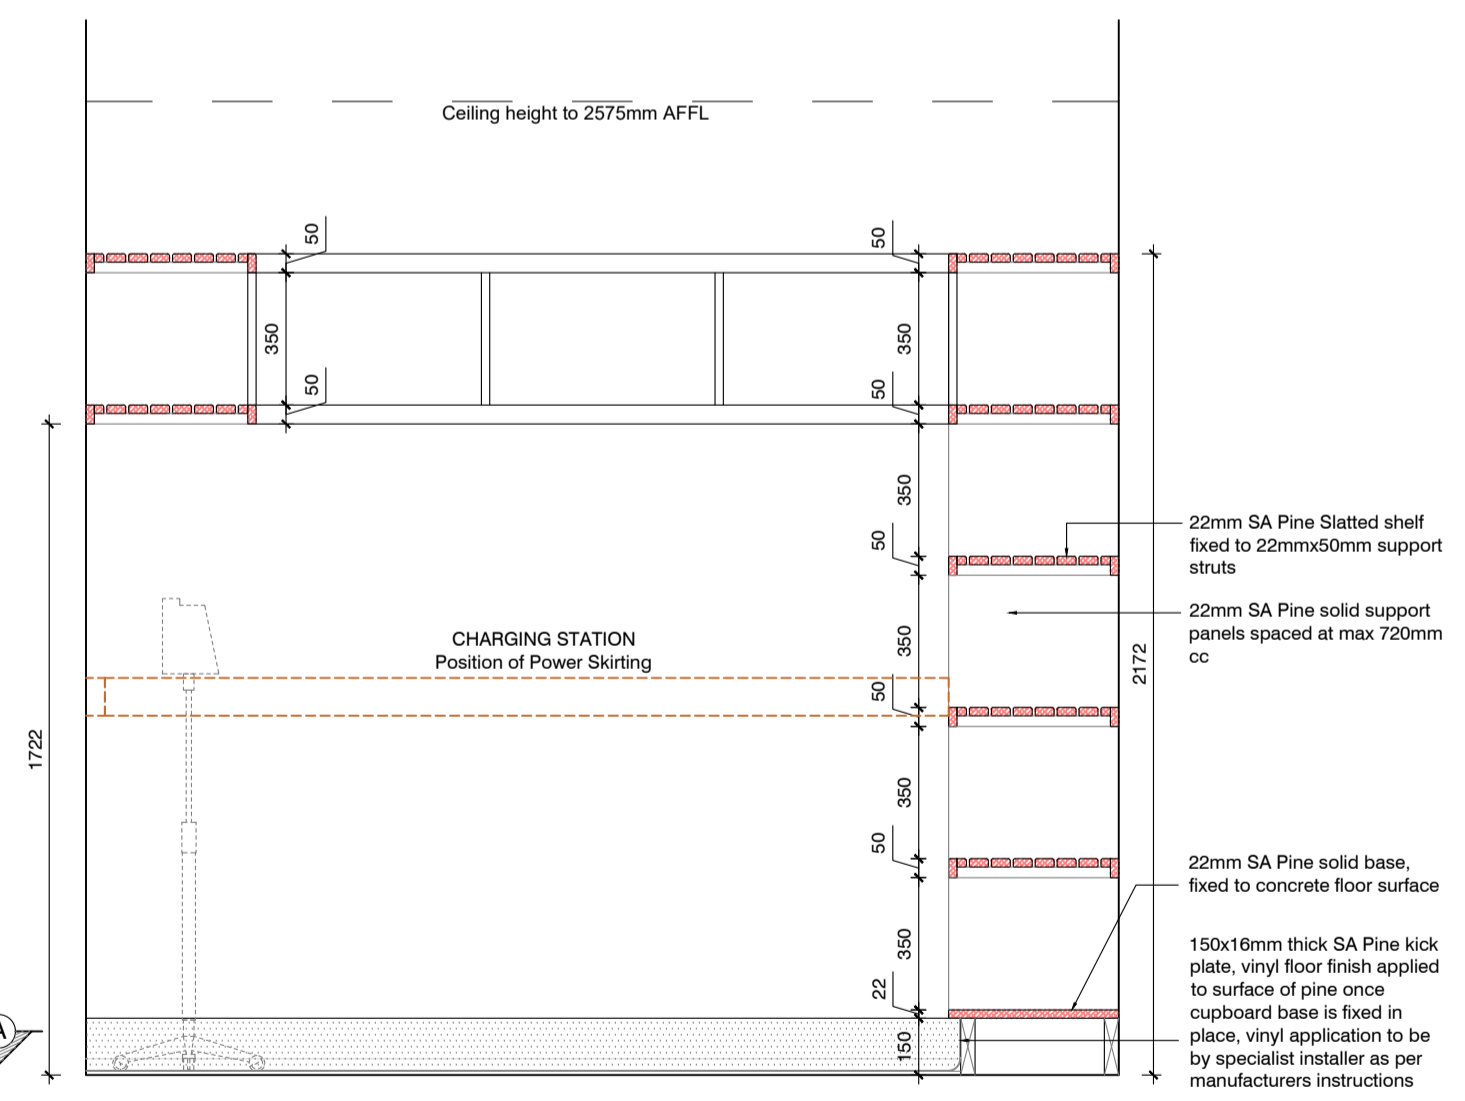 Ceiling height to 2575mm AFFL
50
50
350
350
50
50
350
50
22mm SA Pine Slatted shelf
fixed to 22mmx50mm support
struts
22mm SA Pine solid support
panels spaced at max 720mm
cc
CHARGING STATION
Position of Power Skirting
350
2172
50
1722
350
50
22mm SA Pine solid base,
fixed to concrete floor surface
350
22
150x16mm thick SA Pine kick
plate, vinyl floor finish applied
to surface of pine once
cupboard base is fixed in
place, vinyl application to be
by specialist installer as per
manufacturers instructions
A
150